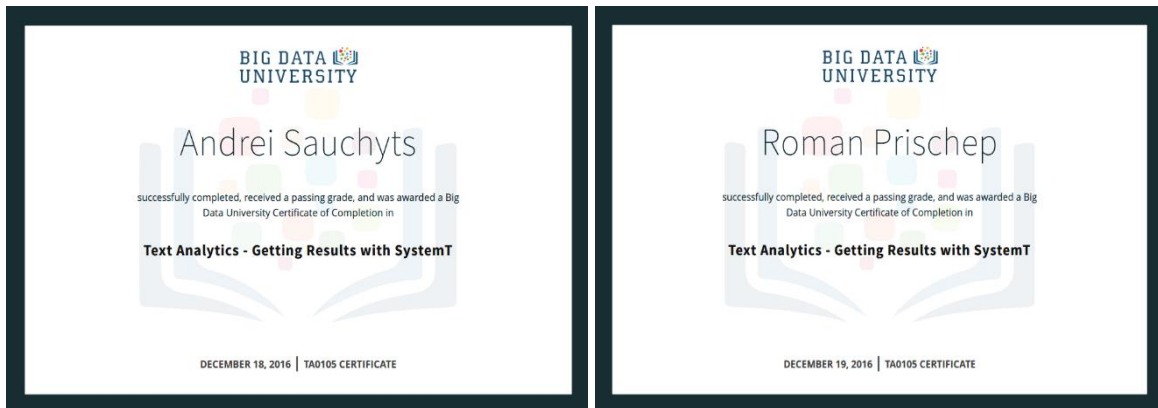 BIG DATA
UNIVERSITY
Andrei Sauchyts
successfully completed, received a passing grade, and was awarded a Big
Data University Certificate of Completion in
Text Analytics - Getting Results with SystemT
DECEMBER 18, 2016 | TA0105 CERTIFICATE
BIG DATA
UNIVERSITY
Roman Prischep
successfully completed, received a passing grade, and was awarded a Big
Data University Certificate of Completion in
Text Analytics - Getting Results with SystemT
DECEMBER 19, 2016 | TA0105 CERTIFICATE